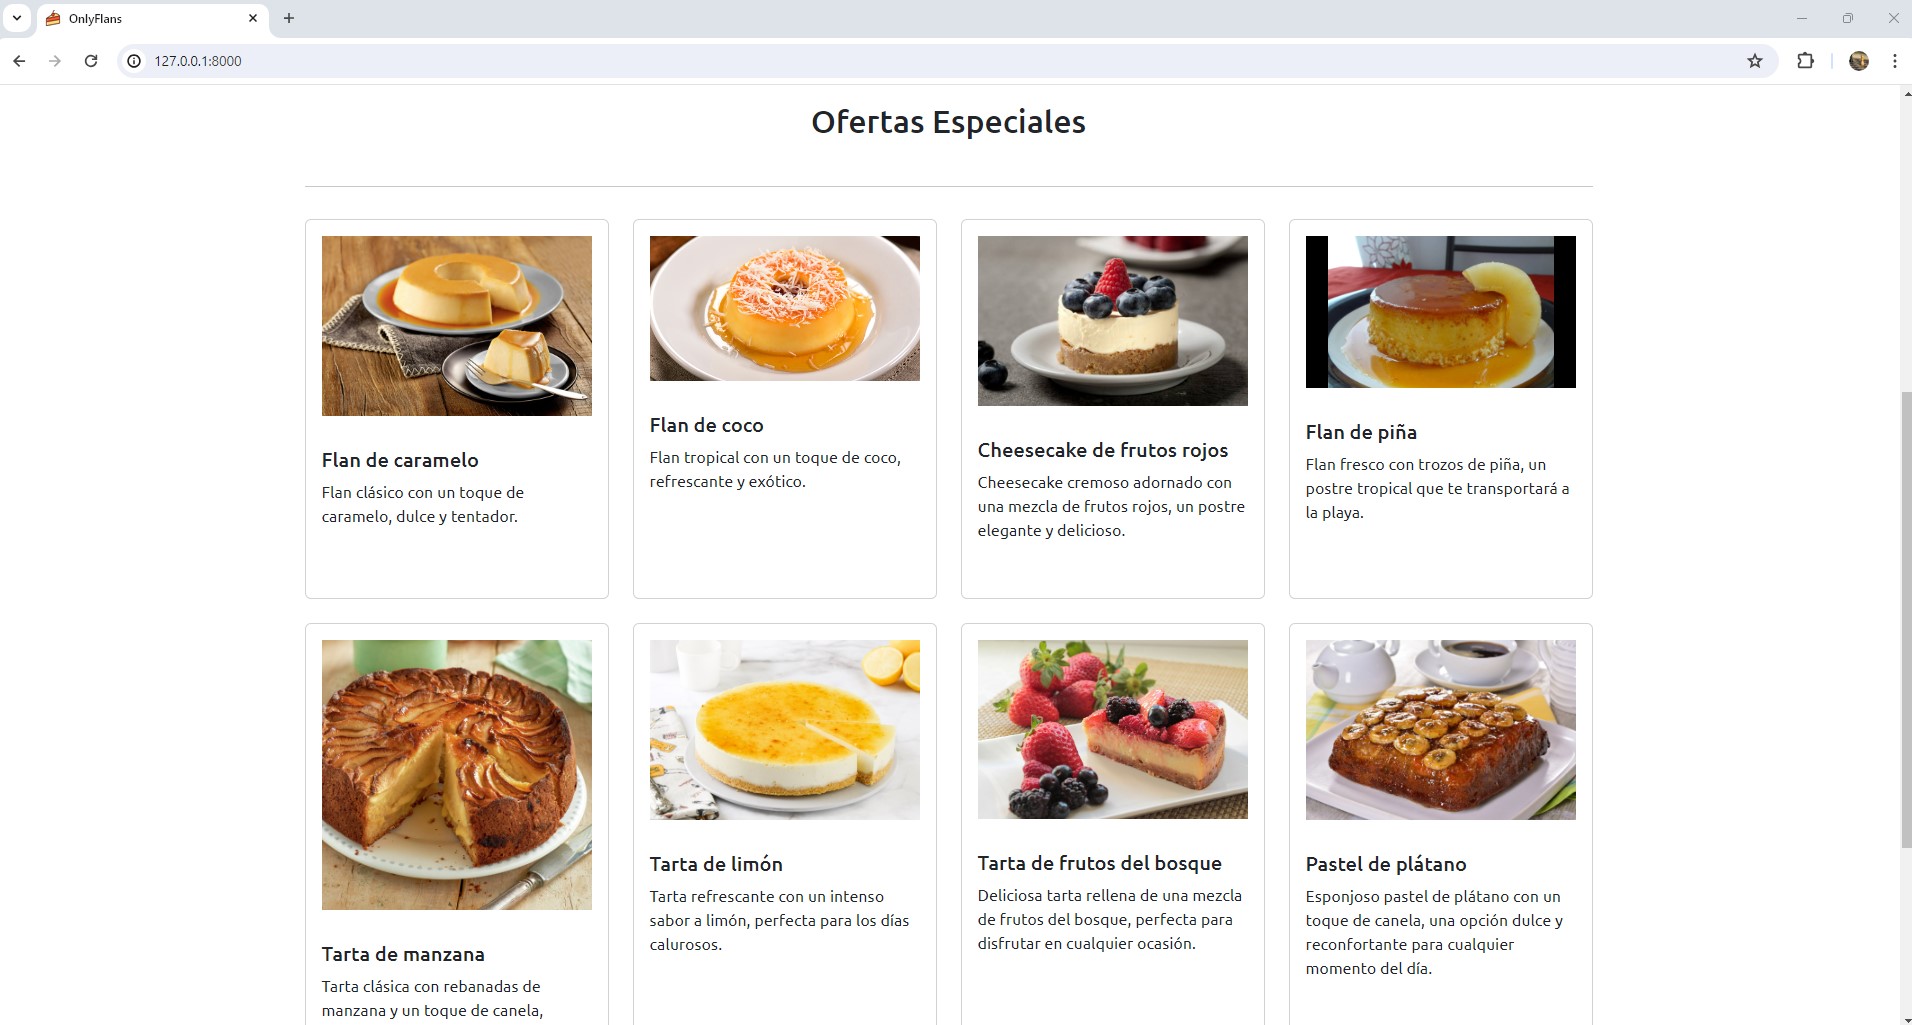 OnlyFlans
127.0.0.1:8000
Ofertas Especiales
Flan de caramelo
Flan clásico con un toque de
caramelo, dulce y tentador.
Flan de coco
Flan tropical con un toque de coco,
refrescante y exótico.
Cheesecake de frutos rojos
Cheesecake cremoso adornado con
una mezcla de frutos rojos, un postre
elegante y delicioso.
Flan de piña
Flan fresco con trozos de piña, un
postre tropical que te transportará a
la playa.
Tarta de manzana
Tarta clásica con rebanadas de
manzana y un toque de canela,
Tarta de limón
Tarta refrescante con un intenso
sabor a limón, perfecta para los días
calurosos.
Tarta de frutos del bosque
Deliciosa tarta rellena de una mezcla
de frutos del bosque, perfecta para
disfrutar en cualquier ocasión.
Pastel de plátano
Esponjoso pastel de plátano con un
toque de canela, una opción dulce y
reconfortante para cualquier
momento del día.